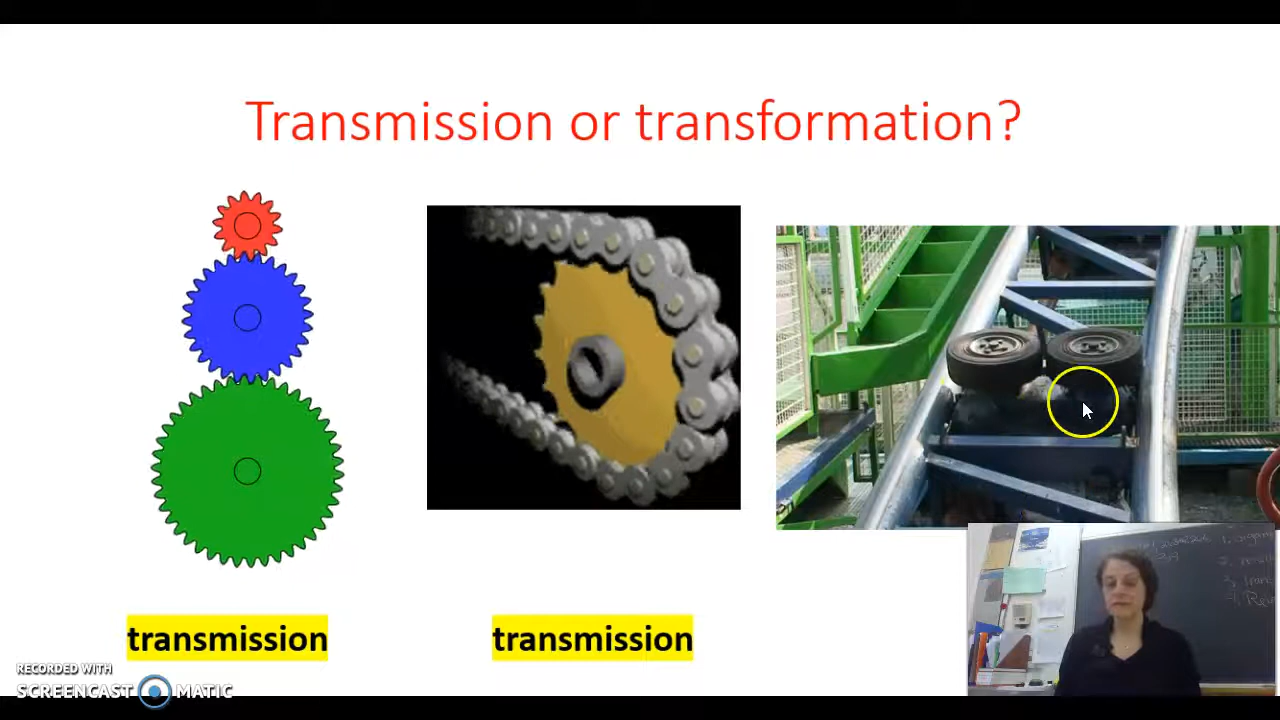 Transmission or transformation?
transmission
transmission
RECORDED WITH
SCREENCAST MATIC